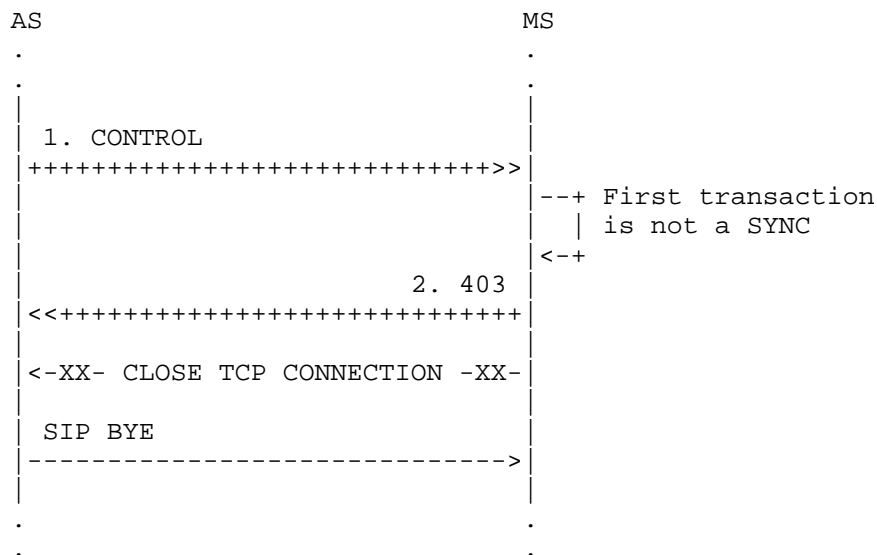 AS                              MS
.                               .
.                               .
|                               |
| 1. CONTROL                    |
|+++++++++++++++++++++++++++++>>|
|                               |--+ First transaction
|                               |  | is not a SYNC
|                               |<-+
|                        2. 403 |
|<<+++++++++++++++++++++++++++++|
|                               |
|<-XX- CLOSE TCP CONNECTION -XX-|
|                               |
| SIP BYE                       |
|------------------------------>|
|                               |
.                               .
.                               .